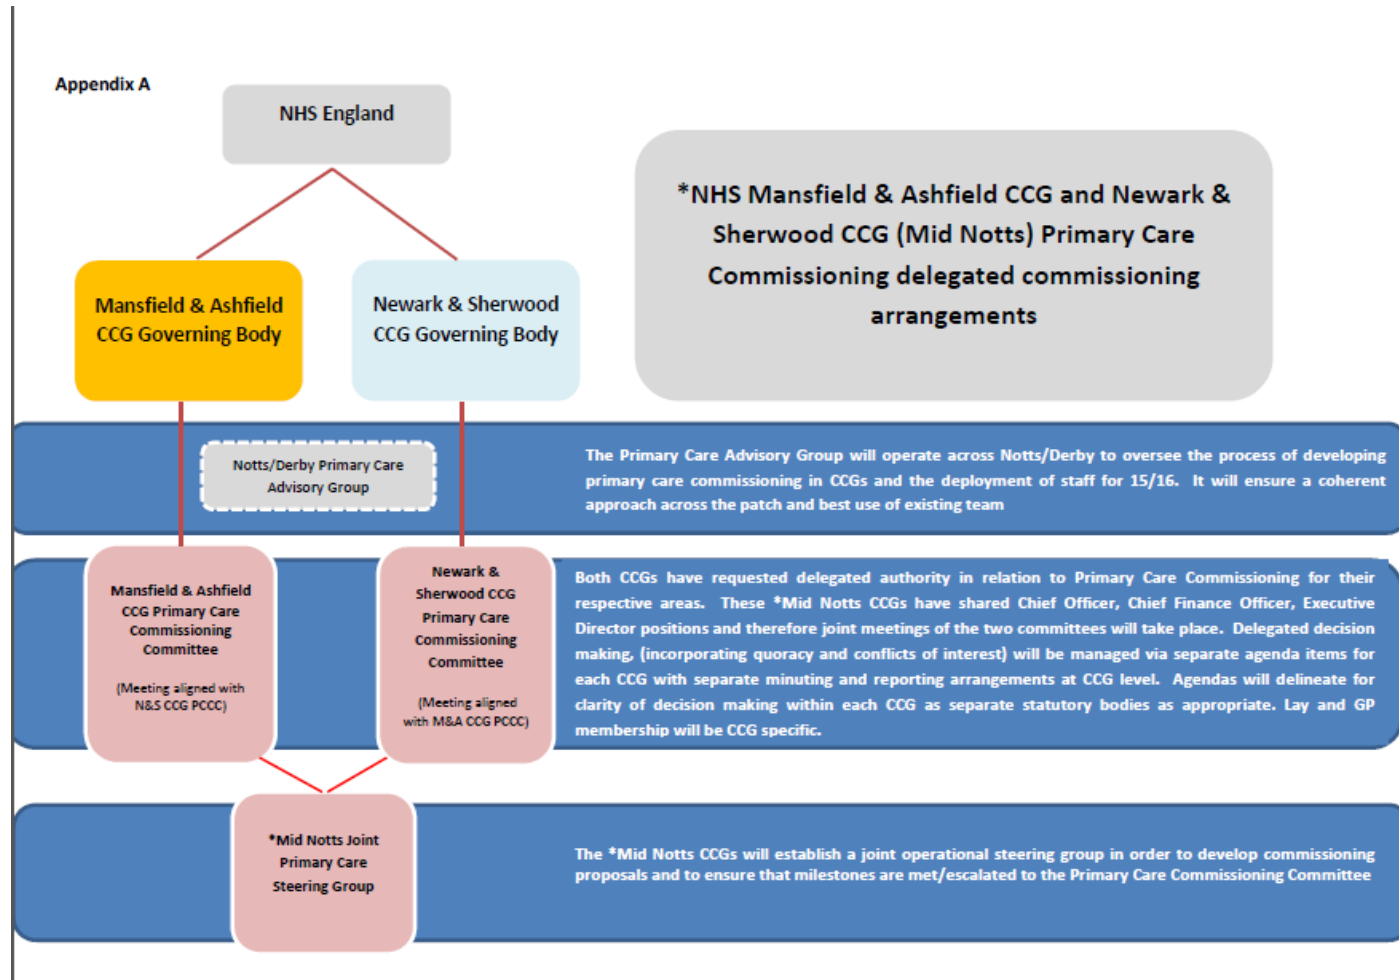 Appendix A
NHS England
*NHS Mansfield & Ashfield CCG and Newark &
Sherwood CCG (Mid Notts) Primary Care
Commissioning delegated commissioning
arrangements
Mansfield & Ashfield
CCG Governing Body
Newark & Sherwood
CCG Governing Body
Notts/Derby Primary Care
Advisory Group
The Primary Care Advisory Group will operate across Notts/Derby to oversee the process of developing
primary care commissioning in CCGs and the deployment of staff for 15/16. It will ensure a coherent
approach across the patch and best use of existing team
Mansfield & Ashfield
CCG Primary Care
Commissioning
Committee
(Meeting aligned with
N&S CCG PCCC)
Newark &
Sherwood CCG
Primary Care
Commissioning
Committee
(Meeting aligned
with M&A CCG PCCC)
Both CCGs have requested delegated authority in relation to Primary Care Commissioning for their
respective areas. These *Mid Notts CCGs have shared Chief Officer, Chief Finance Officer, Executive
Director positions and therefore joint meetings of the two committees will take place. Delegated decision
making, (incorporating quoracy and conflicts of interest) will be managed via separate agenda items for
each CCG with separate minuting and reporting arrangements at CCG level. Agendas will delineate for
clarity of decision making within each CCG as separate statutory bodies as appropriate. Lay and GP
membership will be CCG specific.
*Mid Notts Joint
Primary Care
Steering Group
The *Mid Notts CCGs will establish a joint operational steering group in order to develop commissioning
proposals and to ensure that milestones are met/escalated to the Primary Care Commissioning Committee